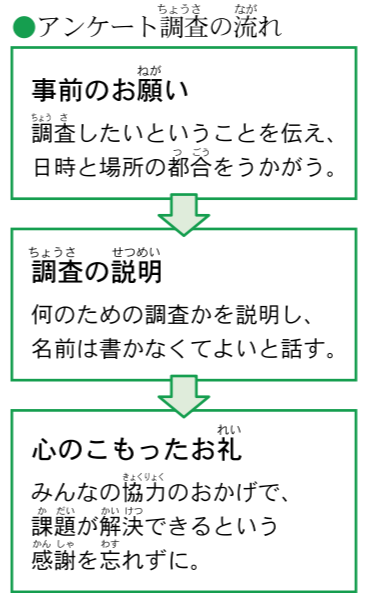 ●アンケート調査の流れ
事前のお願い
調査したいということを伝え、
日時と場所の都合をうかがう。
調査の説明
何のための調査かを説明し、
名前は書かなくてよいと話す。
心のこもったお礼
みんなの協力のおかげで、
課題が解決できるという
感謝を忘れずに。